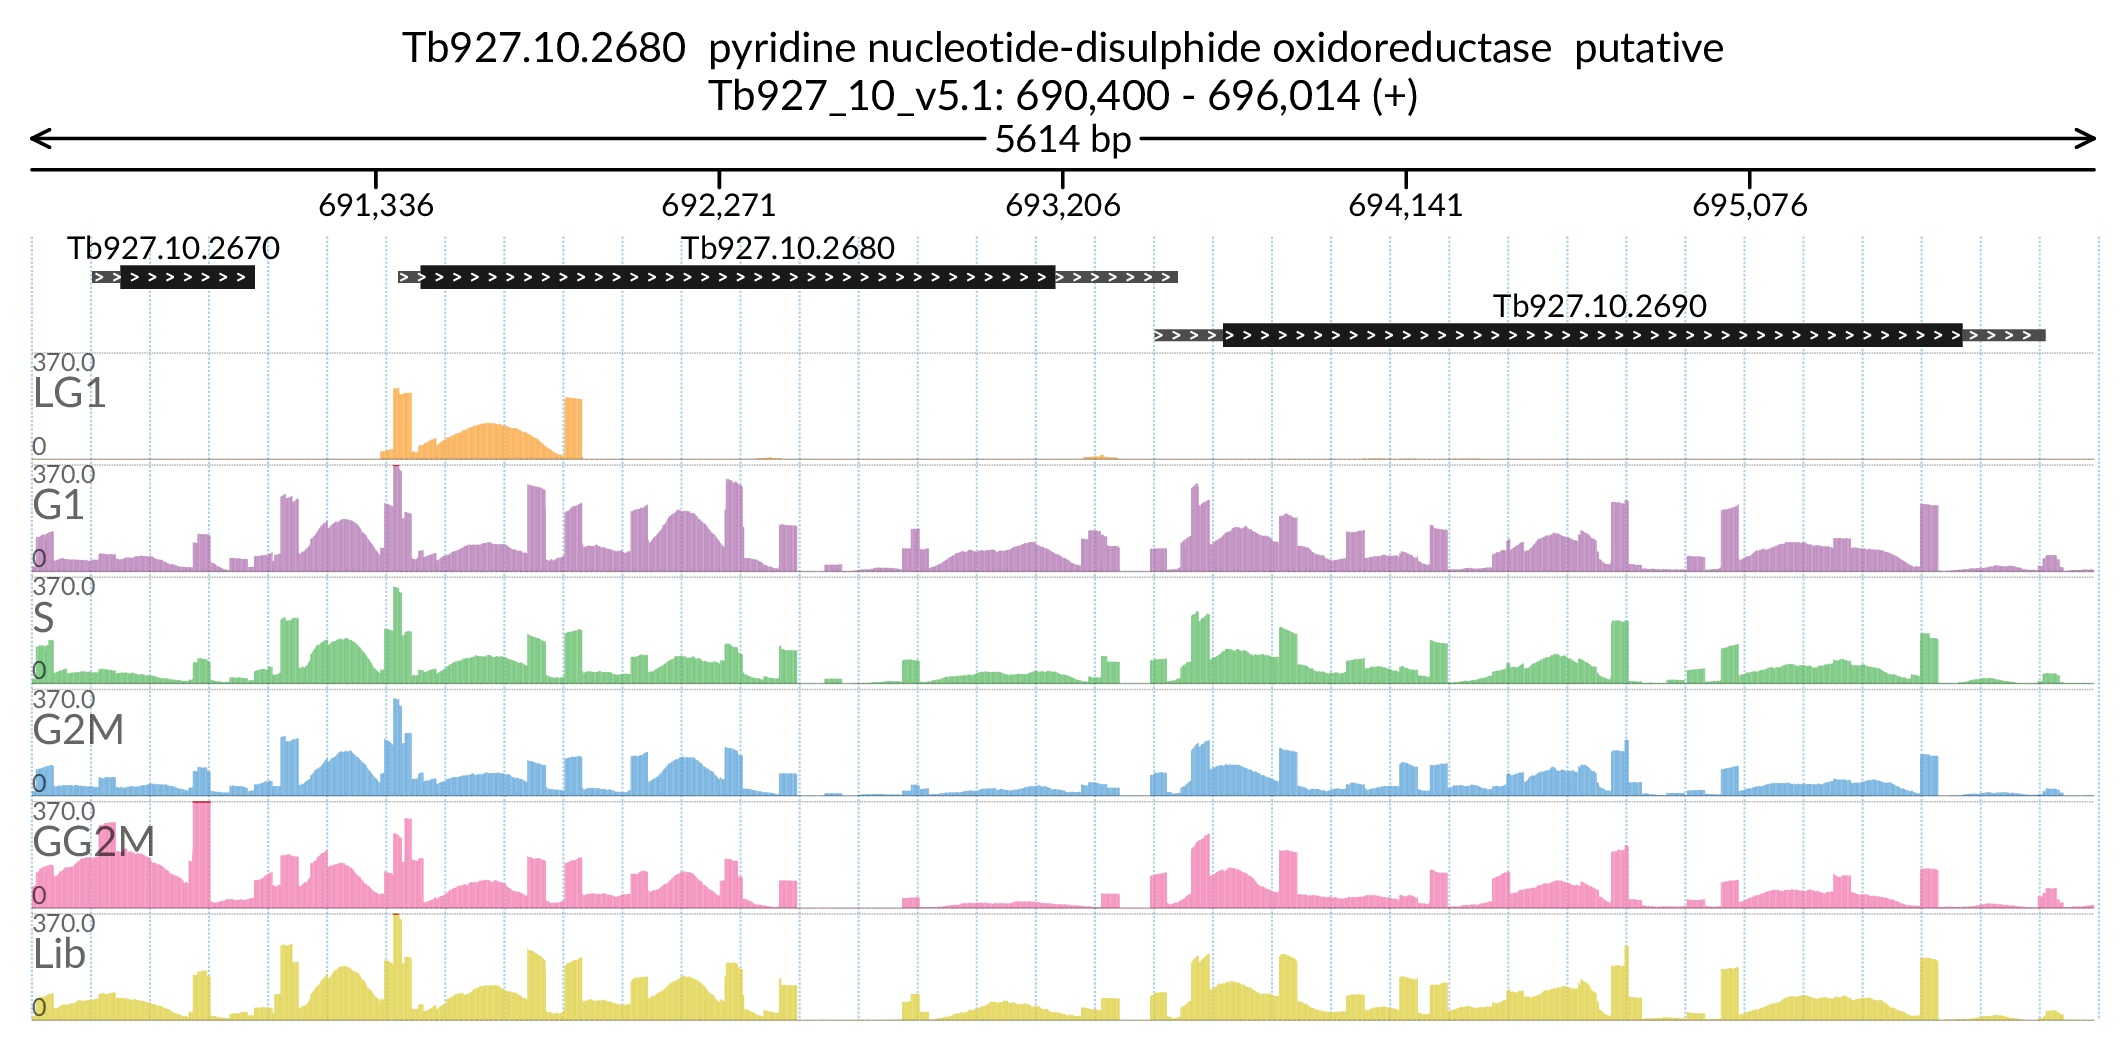 Tb927.10.2680 pyridine nucleotide-disulphide oxidoreductase putative
Tb927_10_v5.1: 690,400 - 696,014 (+)
5614 bp
691,336 692,271 693,206 694,141 695,076
Tb927.10.2670 Tb927.10.2680
Tb927.10.2690
370.0
LG1
0
370.0
G1
0
370.0
S
0
370.0
G2M
0
370.0
GG2M
0
370.0
Lib
0